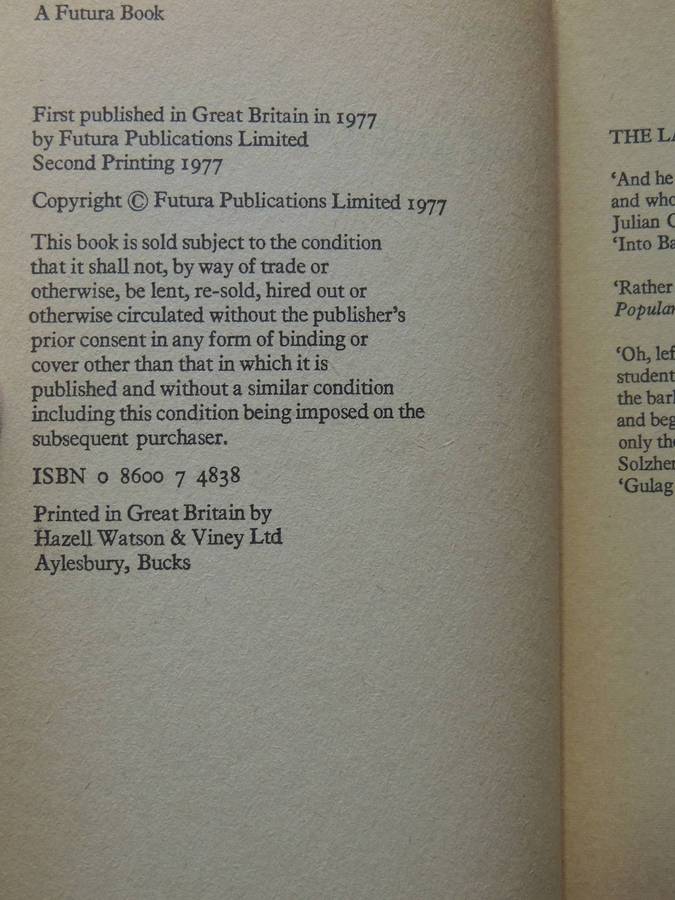 A Futura Book
First published in Great Britain in 1977
by Futura Publications Limited
Second Printing 1977
Copyright © Futura Publications Limited 1977
This book is sold subject to the condition
that it shall not, by way of trade or
otherwise, be lent, re-sold, hired out or
otherwise circulated without the publisher's
prior consent in any form of binding or
cover other than that in which it is
published and without a similar condition
including this condition being imposed on the
subsequent purchaser.
ISBN 0 8600 7 4838
Printed in Great Britain by
Hazell Watson & Viney Ltd
Aylesbury, Bucks
THE
‘And he
and
Julian
‘Into
‘Rather
‘Oh,
student
the
and
only
‘Gulag